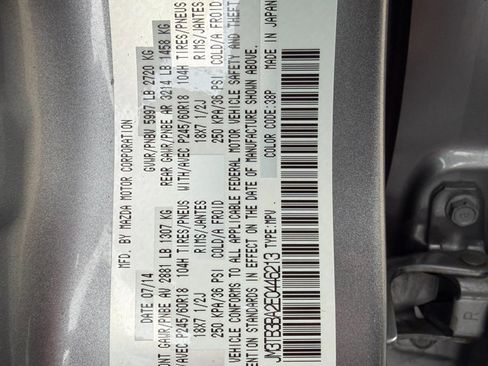 MFD. BY MAZDA MOTOR CORPORATION
DATE 07/14 GVWR/PNBV 5997 LB 2720 KG
ONT GAWR/PNBE AV 2881 LB 1307 KG REAR GAWR/PNBE AR 3214 LB 1458 KG
/AVEC P245/60R18 104H TIRES/PNEUS WITH/AVEC P245/60R18 104H TIRES/PNEUS
18X7 1/2J RIMS/JANTES 18X7 1/2J RIMS/JANTES
250 KPA/36 PSI COLD/A FROID 250 KPA/36 PSI COLD/A FROID
VEHICLE CONFORMS TO ALL APPLICABLE FEDERAL MOTOR VEHICLE SAFETY AND THEFT
STANDARDS IN EFFECT ON THE DATE OF MANUFACTURE SHOWN ABOVE.
JM3TB3BA2E0446213 TYPE:MPV COLOR CODE:38P MADE IN JAPAN